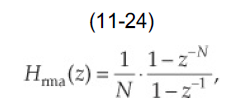 (11-24)
H_rma(z) = 1/N · (1 − z^−N)/(1 − z^−1),